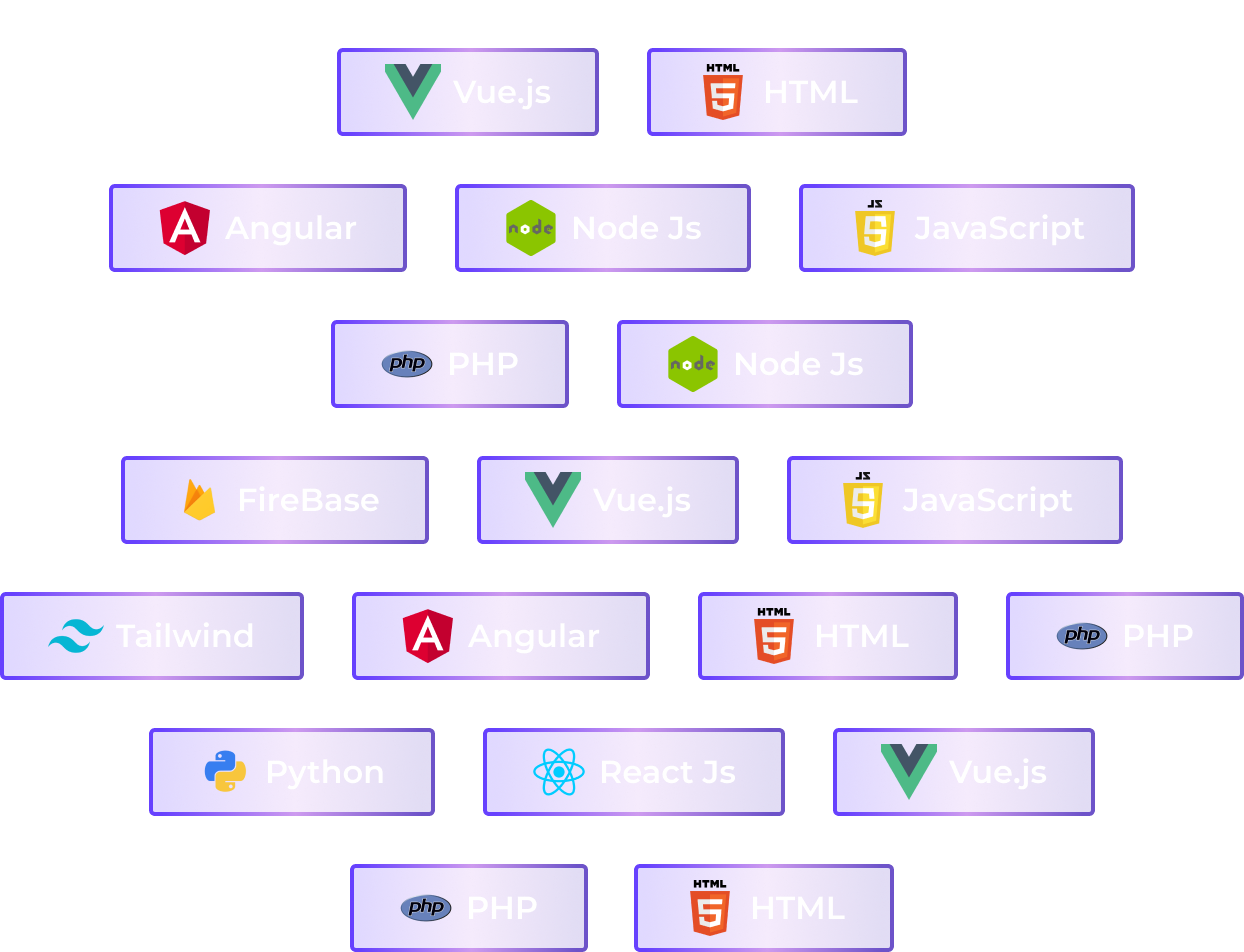 Vue.js HTML HTML
Angular node Node Js JS JavaScript
php PHP node Node Js
FireBase Vue.js JS JavaScript
Tailwind Angular HTML HTML php PHP
Python React Js Vue.js
php PHP HTML HTML